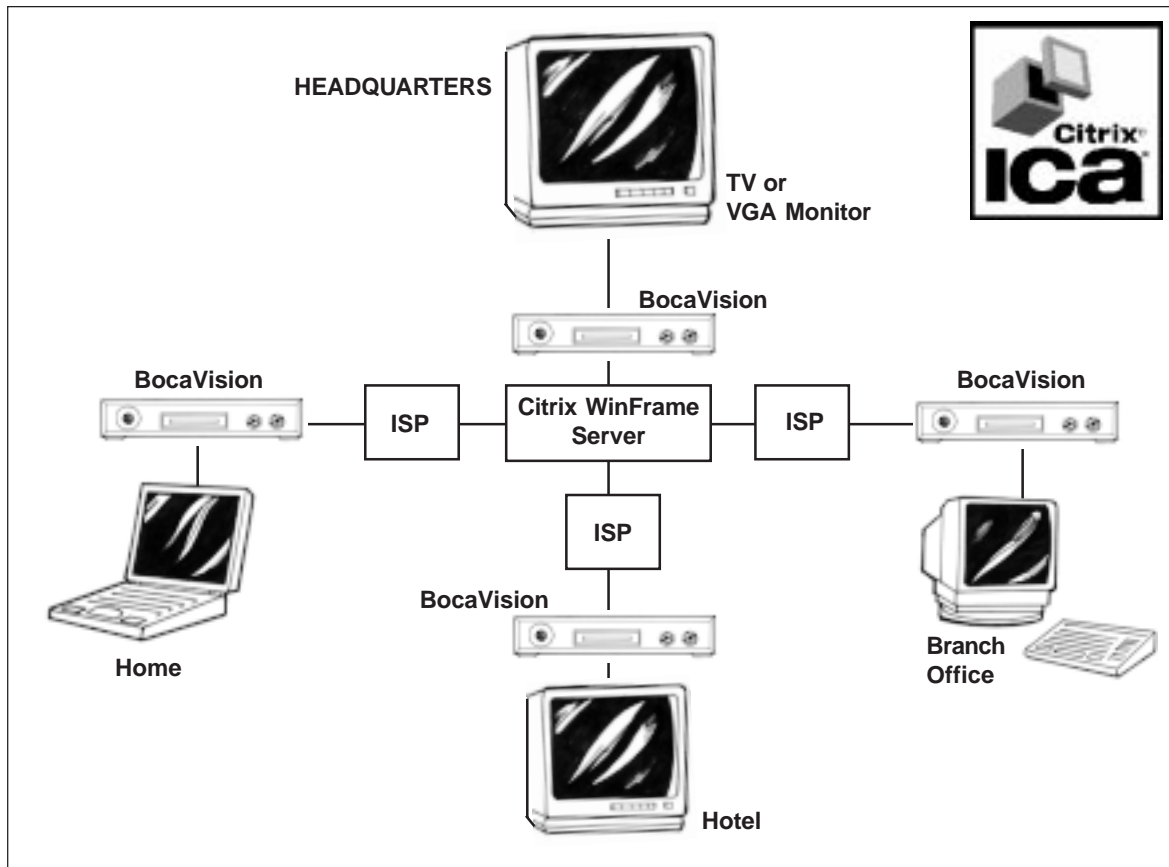 HEADQUARTERS
Citrix®
ICA
TV or
VGA Monitor
BocaVision
BocaVision
BocaVision
ISP
Citrix WinFrame
Server
ISP
ISP
BocaVision
Home
Branch
Office
Hotel